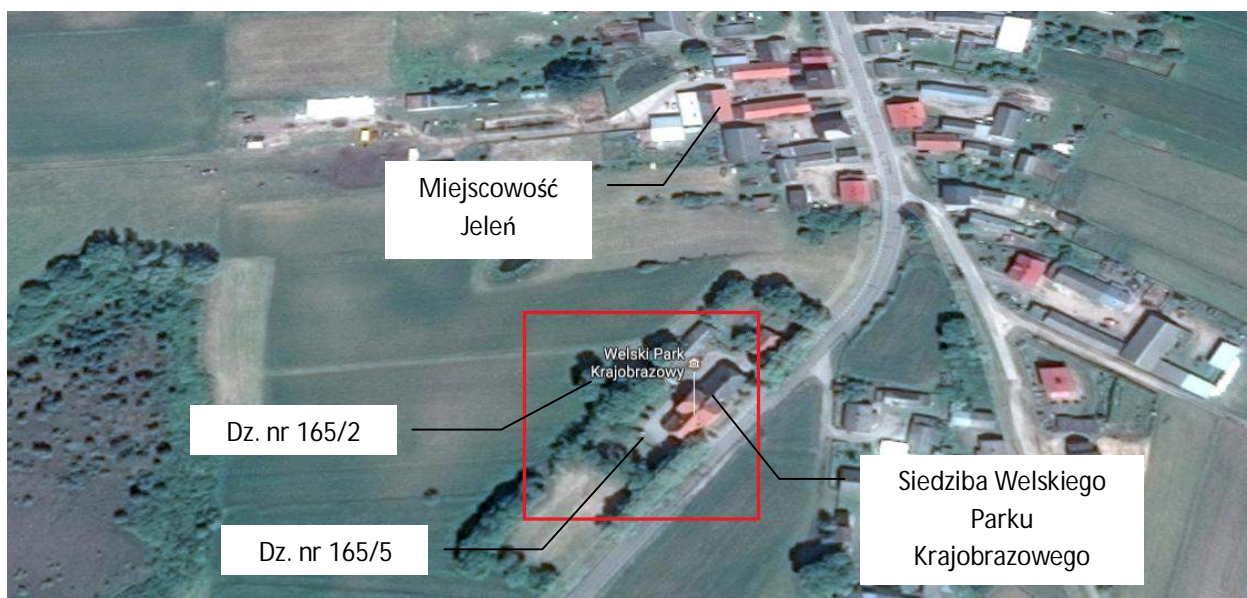 Miejscowość
Jeleń
Welski Park
Krajobrazowy
Dz. nr 165/2
Siedziba Welskiego
Parku
Krajobrazowego
Dz. nr 165/5